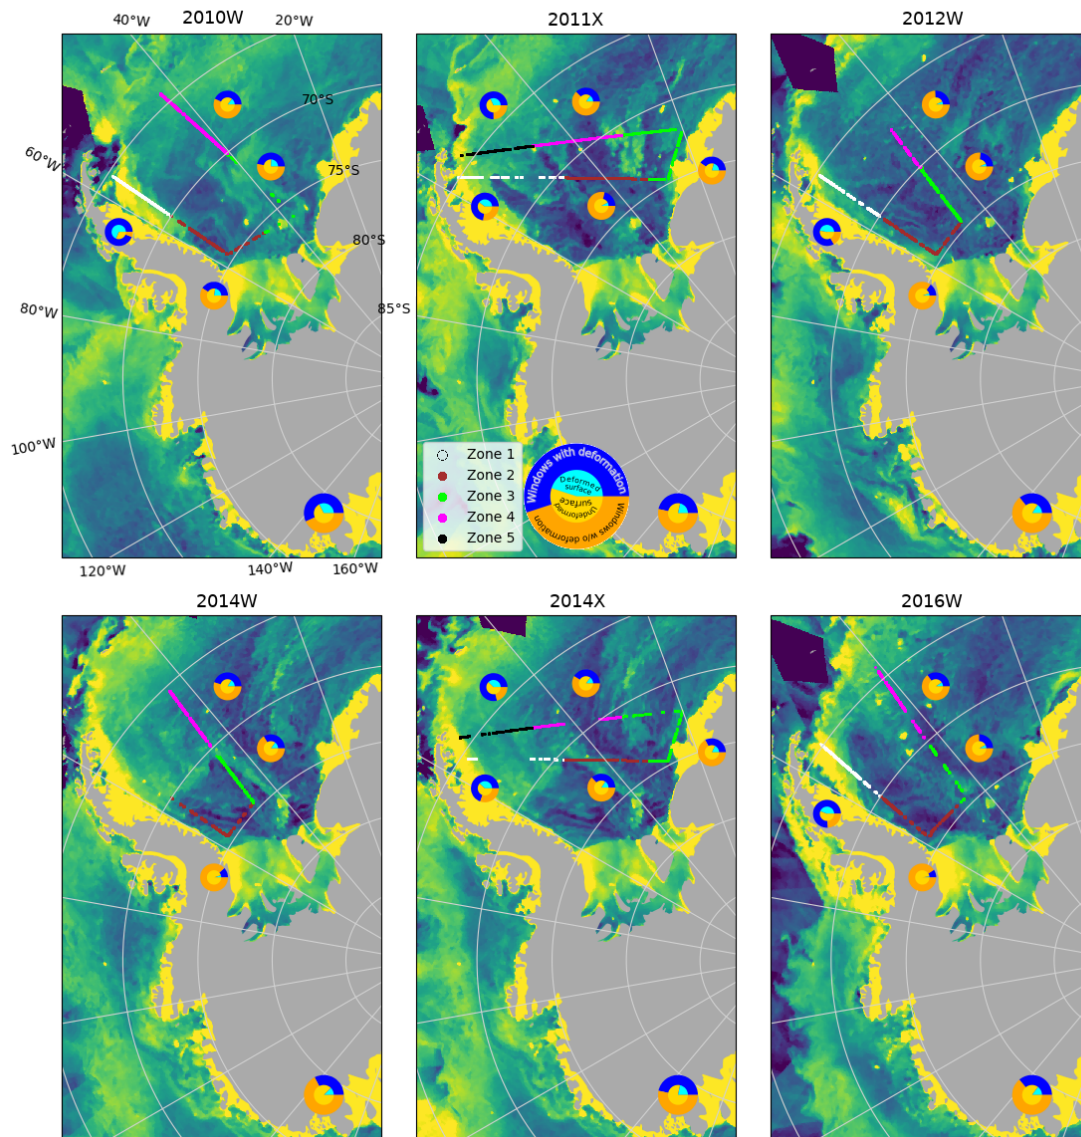 40°W
2010W
20°W
2011X
2012W
60°W
70°S
75°S
80°S
80°W
85°S
100°W
Zone 1
Zone 2
Zone 3
Zone 4
Zone 5
Windows with deformation
Deformed
surface
Undeformed
surface
Windows w/o deformation
120°W
140°W
160°W
2014W
2014X
2016W